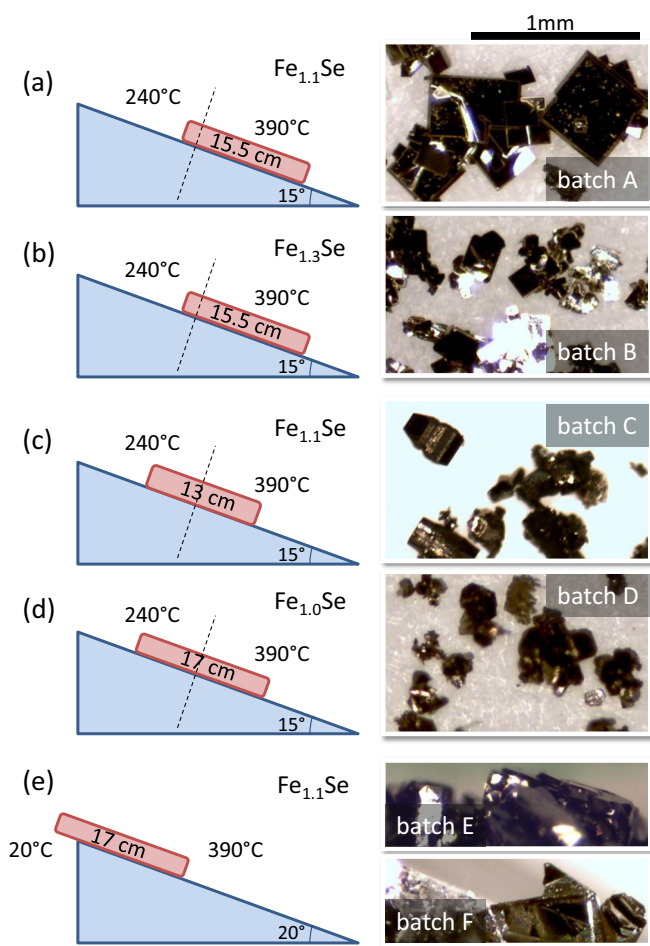 1mm
(a)
Fe1.1Se
240°C
390°C
15.5 cm
15°
batch A
(b)
Fe1.3Se
240°C
390°C
15.5 cm
15°
batch B
(c)
Fe1.1Se
240°C
390°C
13 cm
15°
batch C
(d)
Fe1.0Se
240°C
390°C
17 cm
15°
batch D
(e)
Fe1.1Se
20°C
17 cm
390°C
20°
batch E
batch F